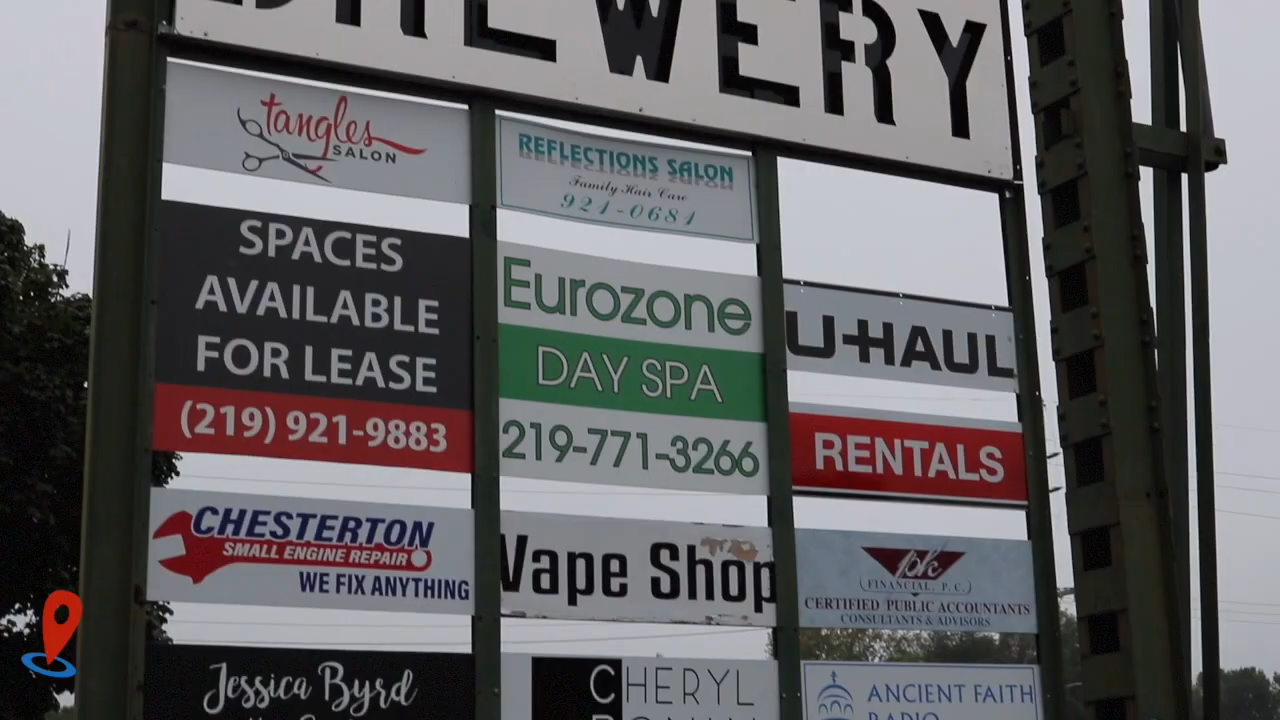 BREWERY
tangles
SALON
REFLECTIONS SALON
Family Hair Care
921-0681
SPACES
AVAILABLE
FOR LEASE
(219) 921-9883
Eurozone
DAY SPA
219-771-3266
U-HAUL
RENTALS
CHESTERTON
SMALL ENGINE REPAIR
WE FIX ANYTHING
Vape Shop
pk
FINANCIAL, P.C.
CERTIFIED PUBLIC ACCOUNTANTS
CONSULTANTS & ADVISORS
Jessica Byrd
CHERYL
ANCIENT FAITH
RADIO